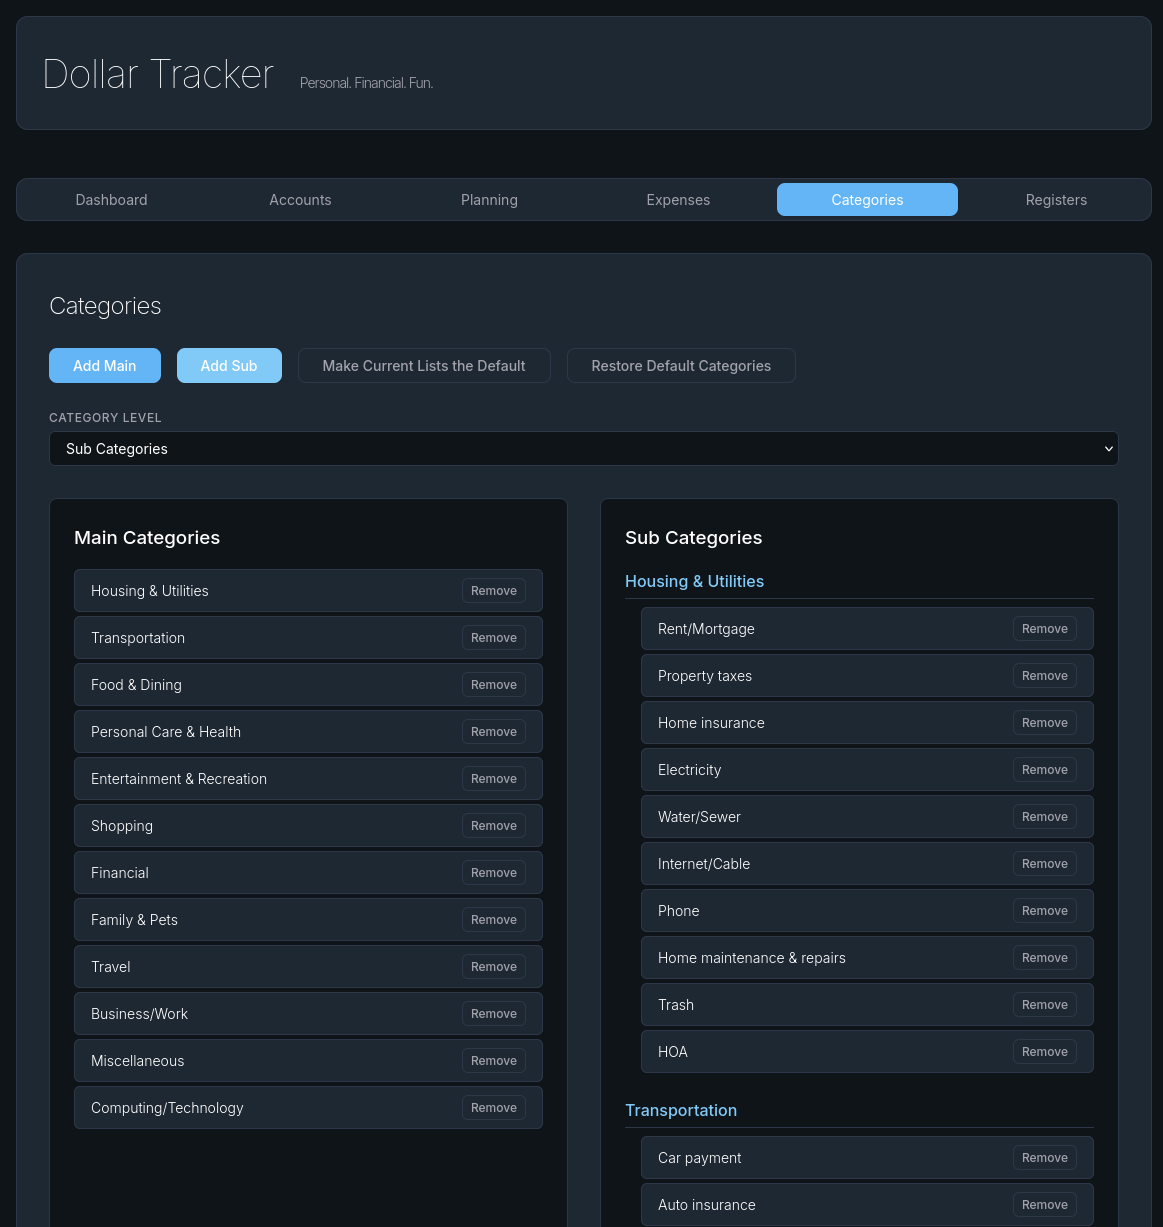 Dollar Tracker
Personal. Financial. Fun.
Dashboard
Accounts
Planning
Expenses
Categories
Registers
Categories
Add Main
Add Sub
Make Current Lists the Default
Restore Default Categories
CATEGORY LEVEL
Sub Categories
Main Categories
Housing & Utilities Remove
Transportation Remove
Food & Dining Remove
Personal Care & Health Remove
Entertainment & Recreation Remove
Shopping Remove
Financial Remove
Family & Pets Remove
Travel Remove
Business/Work Remove
Miscellaneous Remove
Computing/Technology Remove
Sub Categories
Housing & Utilities
Rent/Mortgage Remove
Property taxes Remove
Home insurance Remove
Electricity Remove
Water/Sewer Remove
Internet/Cable Remove
Phone Remove
Home maintenance & repairs Remove
Trash Remove
HOA Remove
Transportation
Car payment Remove
Auto insurance Remove